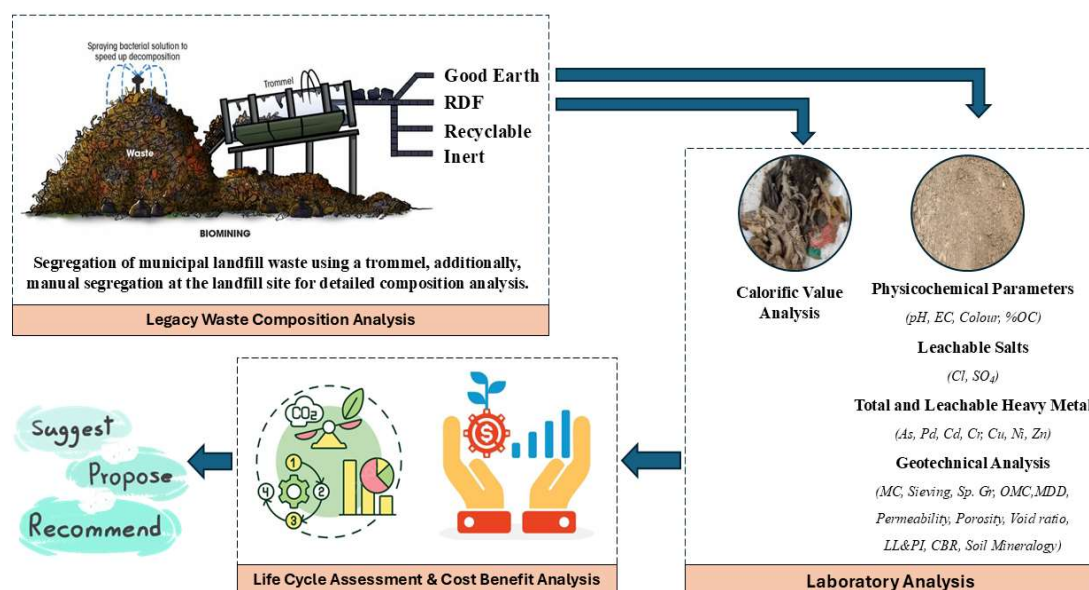 Spraying bacterial solution to
speed up decomposition
Trommel
Waste
BIOMINING
Good Earth
RDF
Recyclable
Inert
Segregation of municipal landfill waste using a trommel, additionally,
manual segregation at the landfill site for detailed composition analysis.
Legacy Waste Composition Analysis
Calorific Value
Analysis
Physicochemical Parameters
(pH, EC, Colour, %OC)
Leachable Salts
(Cl, SO₄)
Total and Leachable Heavy Metal
(As, Pd, Cd, Cr, Cu, Ni, Zn)
Geotechnical Analysis
(MC, Sieving, Sp. Gr, OMC,MDD,
Permeability, Porosity, Void ratio,
LL&PI, CBR, Soil Mineralogy)
Laboratory Analysis
CO₂
1
2
3
4
$
Life Cycle Assessment & Cost Benefit Analysis
Suggest
Propose
Recommend